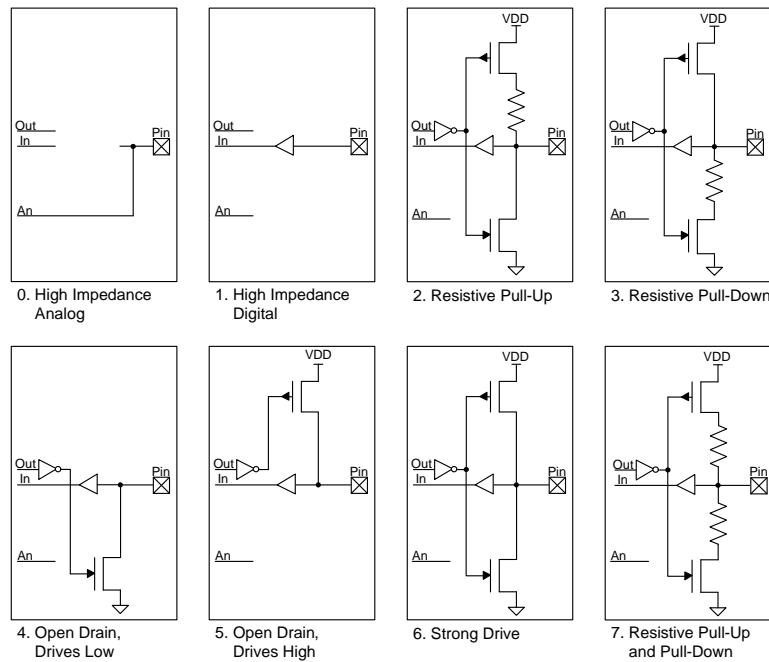 Out
In
Pin
An
0. High Impedance
Analog
Out
In
Pin
An
1. High Impedance
Digital
VDD
Out
In
Pin
An
2. Resistive Pull-Up
VDD
Out
In
Pin
An
3. Resistive Pull-Down
Out
In
Pin
An
4. Open Drain,
Drives Low
VDD
Out
In
Pin
An
5. Open Drain,
Drives High
VDD
Out
In
Pin
An
6. Strong Drive
VDD
Out
In
Pin
An
7. Resistive Pull-Up
and Pull-Down